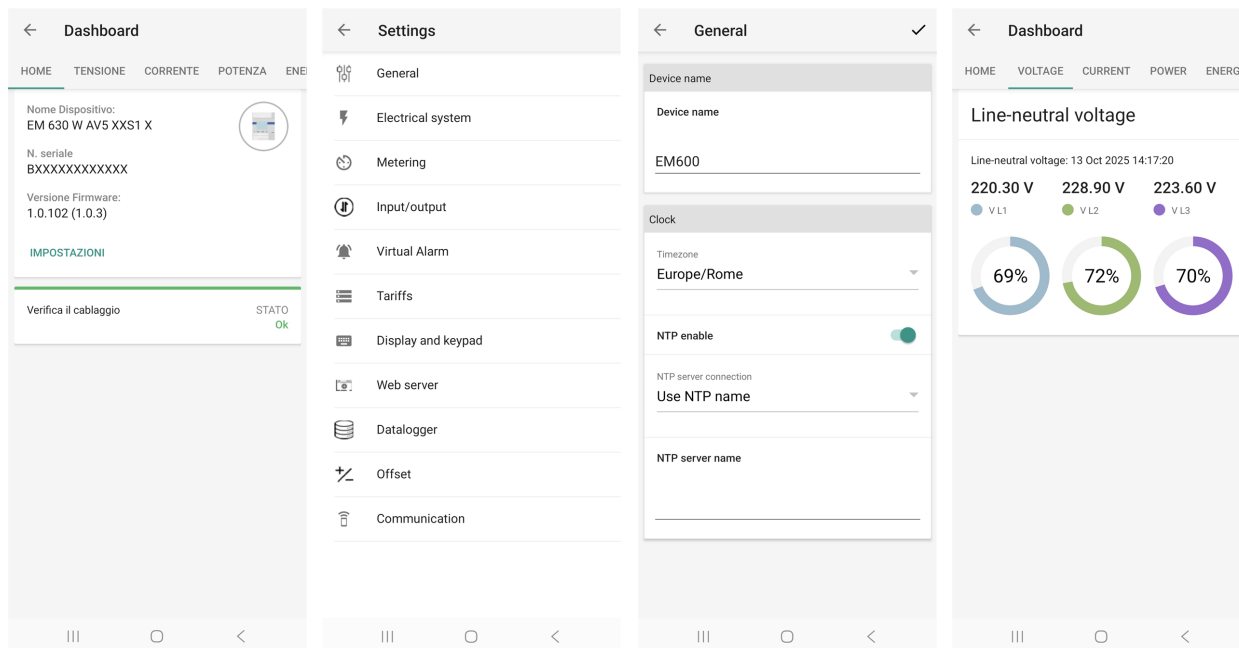 Dashboard
HOME TENSIONE CORRENTE POTENZA ENE
Nome Dispositivo:
EM 630 W AV5 XXS1 X
N. seriale
BXXXXXXXXXXXX
Versione Firmware:
1.0.102 (1.0.3)
IMPOSTAZIONI
Verifica il cablaggio
STATO
Ok
Settings
General
Electrical system
Metering
Input/output
Virtual Alarm
Tariffs
Display and keypad
Web server
Datalogger
Offset
Communication
General
Device name
Device name
EM600
Clock
Timezone
Europe/Rome
NTP enable
NTP server connection
Use NTP name
NTP server name
Dashboard
HOME VOLTAGE CURRENT POWER ENERG
Line-neutral voltage
Line-neutral voltage: 13 Oct 2025 14:17:20
220.30 V 228.90 V 223.60 V
V L1 V L2 V L3
69% 72% 70%